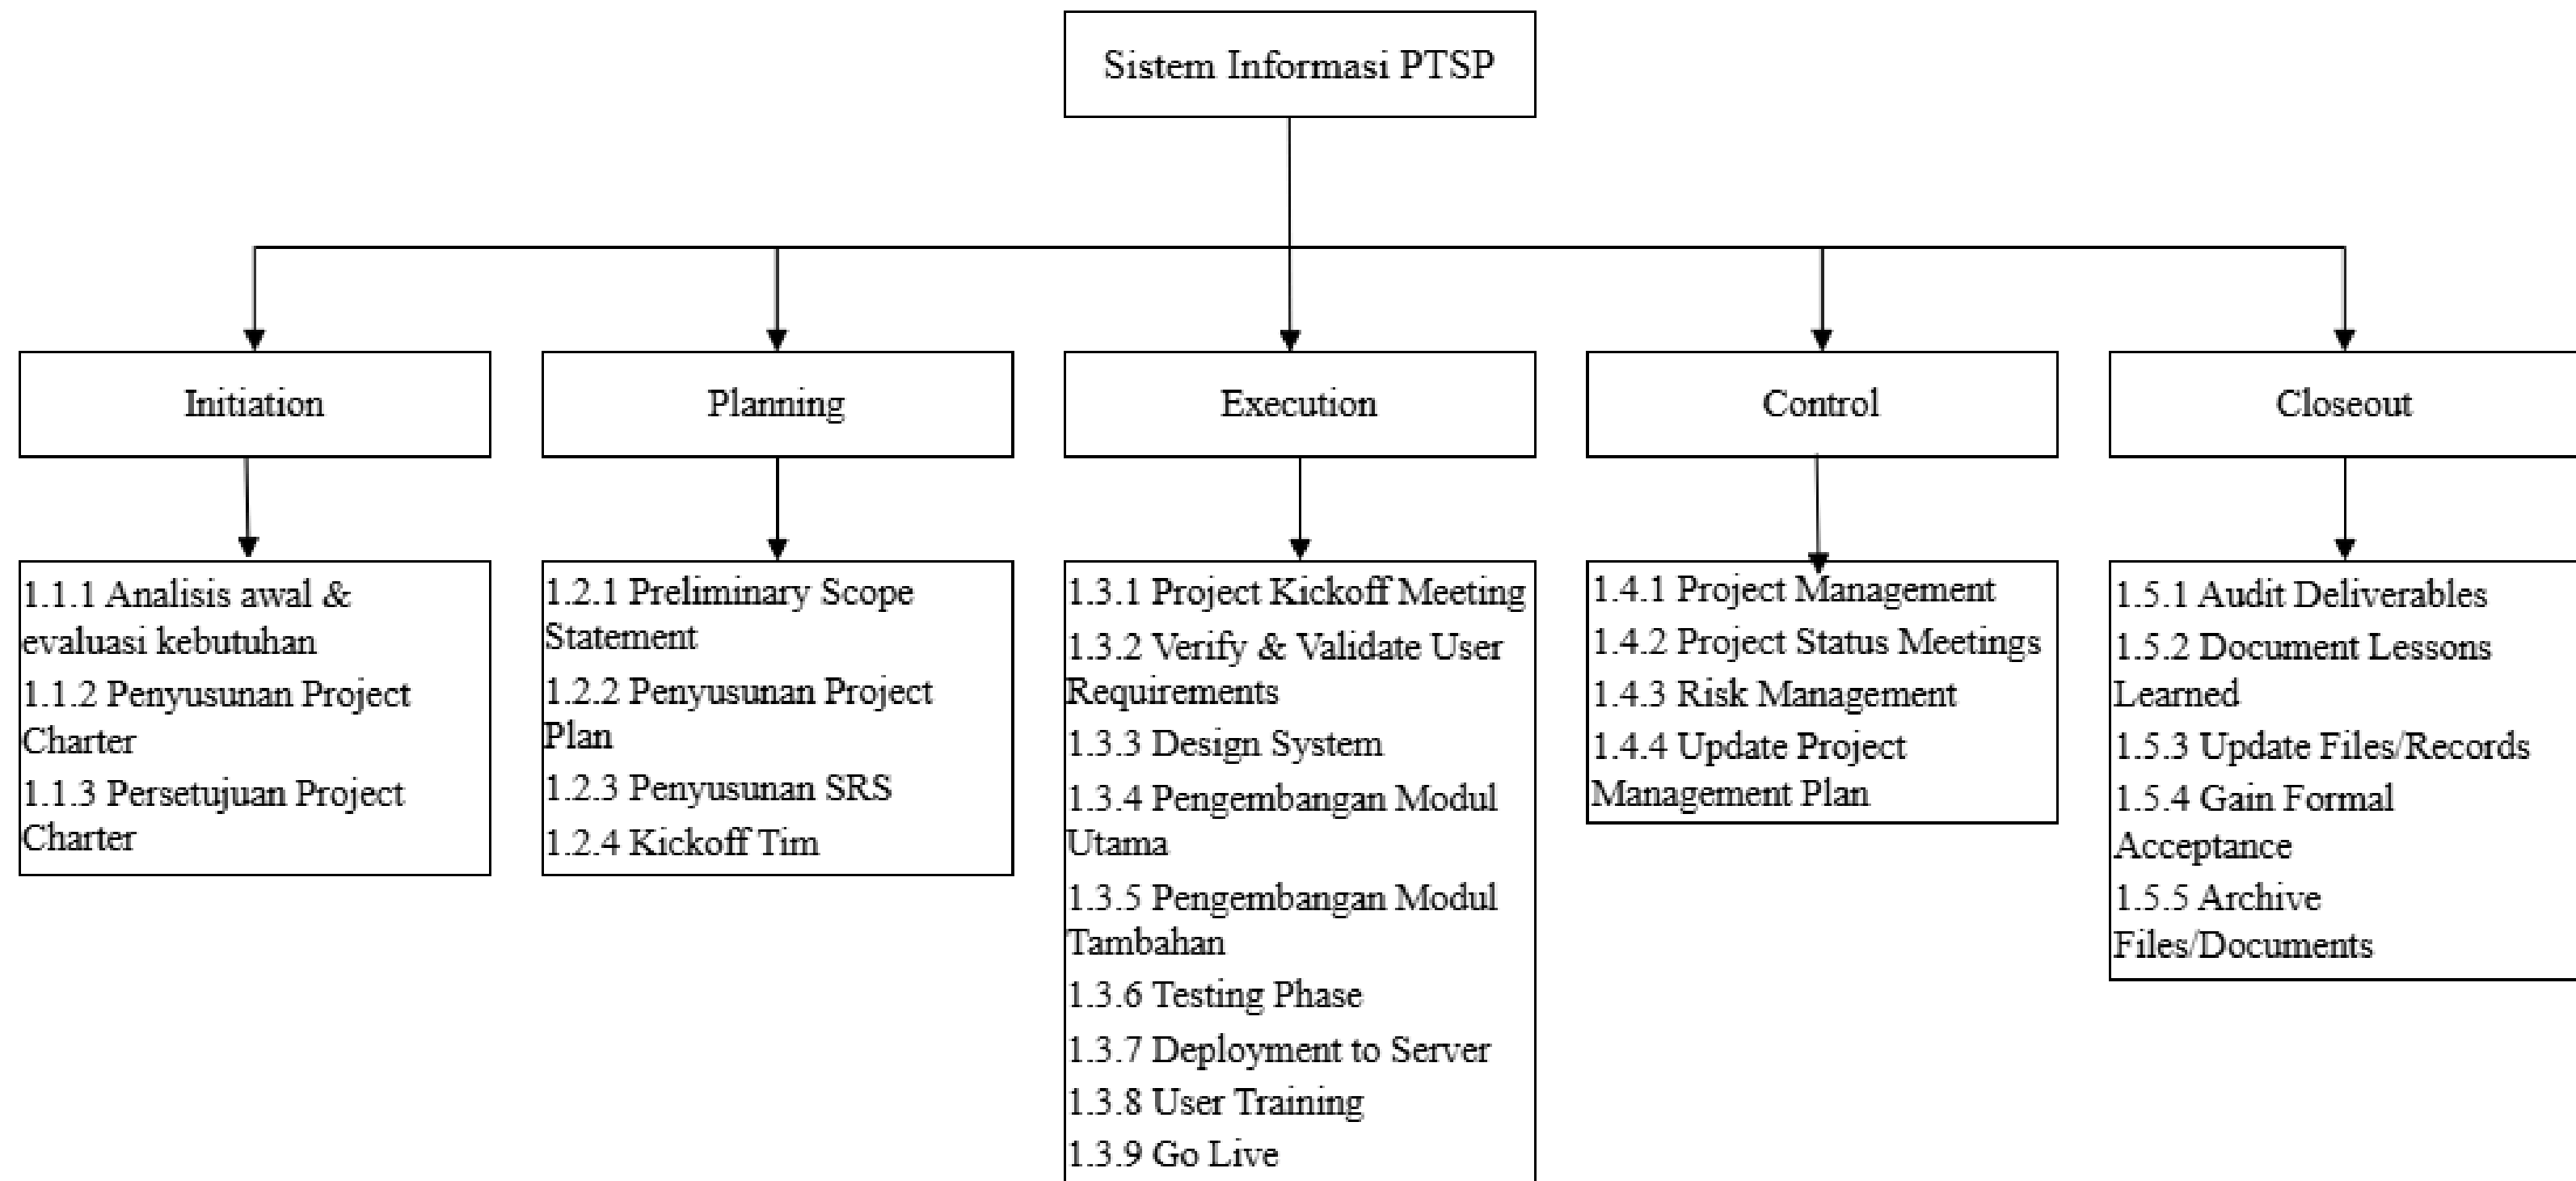 Sistem Informasi PTSP
Initiation
Planning
Execution
Control
Closeout
1.1.1 Analisis awal &
evaluasi kebutuhan
1.1.2 Penyusunan Project
Charter
1.1.3 Persetujuan Project
Charter
1.2.1 Preliminary Scope
Statement
1.2.2 Penyusunan Project
Plan
1.2.3 Penyusunan SRS
1.2.4 Kickoff Tim
1.3.1 Project Kickoff Meeting
1.3.2 Verify & Validate User
Requirements
1.3.3 Design System
1.3.4 Pengembangan Modul
Utama
1.3.5 Pengembangan Modul
Tambahan
1.3.6 Testing Phase
1.3.7 Deployment to Server
1.3.8 User Training
1.3.9 Go Live
1.4.1 Project Management
1.4.2 Project Status Meetings
1.4.3 Risk Management
1.4.4 Update Project
Management Plan
1.5.1 Audit Deliverables
1.5.2 Document Lessons
Learned
1.5.3 Update Files/Records
1.5.4 Gain Formal
Acceptance
1.5.5 Archive
Files/Documents